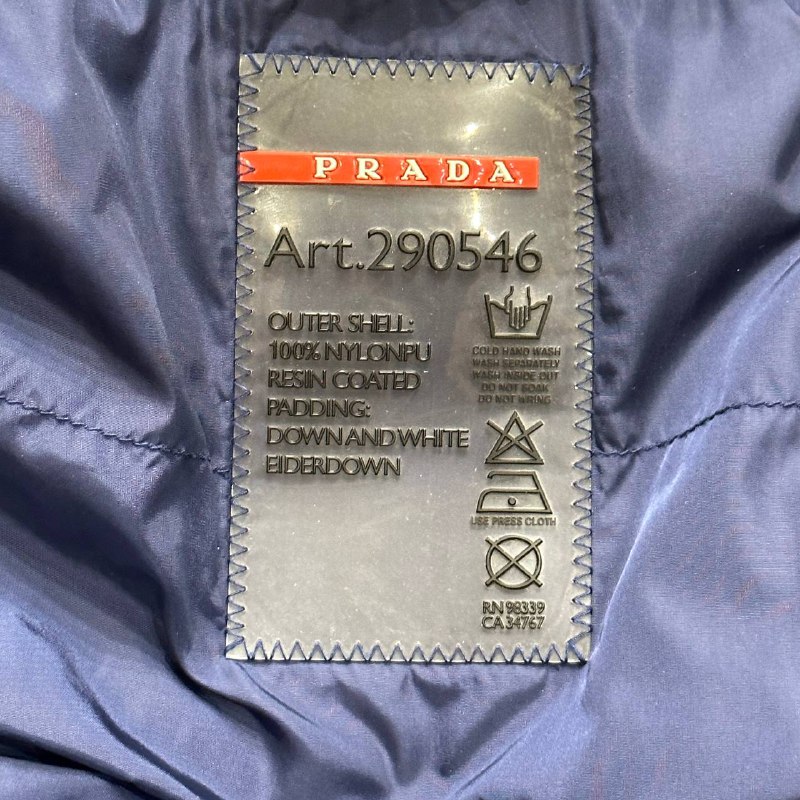 PRADA
Art.290546
OUTER SHELL:
100% NYLONPU
RESIN COATED
PADDING:
DOWN AND WHITE
EIDERDOWN
COLD HAND WASH
WASH SEPARATELY
WASH INSIDE OUT
DO NOT SOAK
DO NOT WRING
USE PRESS CLOTH
RN 98339
CA 34767